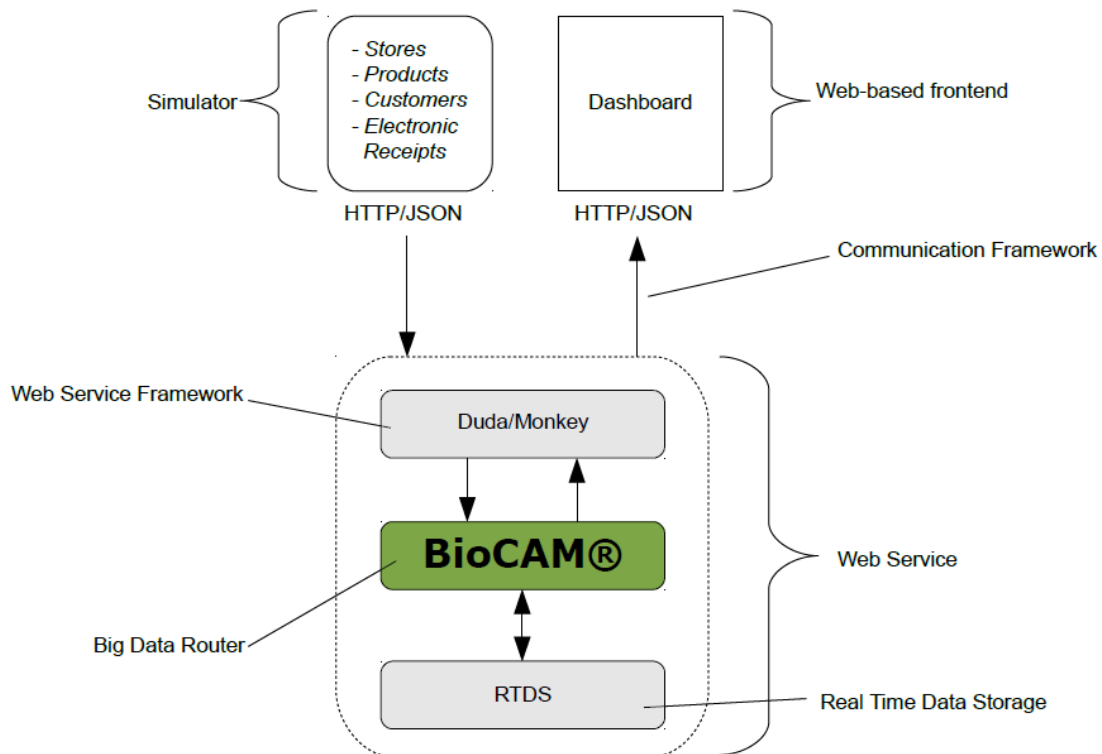 - Stores
- Products
- Customers
- Electronic
Receipts
Simulator
Dashboard
Web-based frontend
HTTP/JSON
HTTP/JSON
Communication Framework
Web Service Framework
Duda/Monkey
BioCAM®
Web Service
Big Data Router
RTDS
Real Time Data Storage